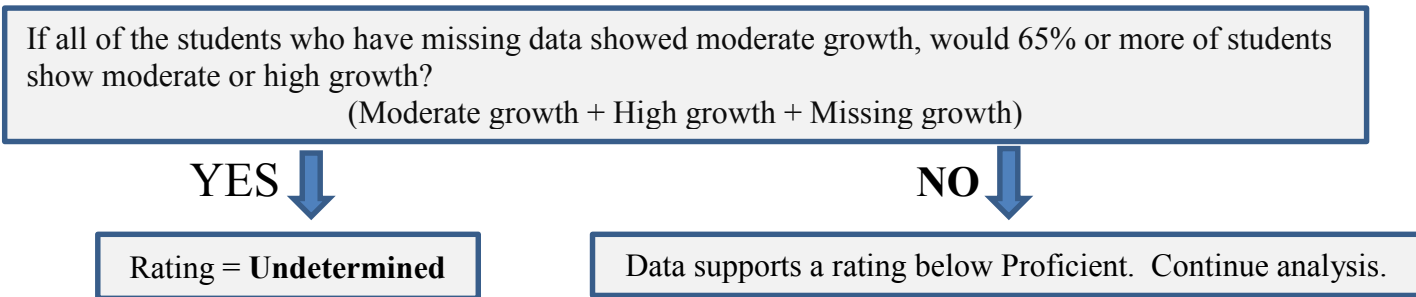 If all of the students who have missing data showed moderate growth, would 65% or more of students
show moderate or high growth?
(Moderate growth + High growth + Missing growth)
YES
NO
Rating = Undetermined
Data supports a rating below Proficient.  Continue analysis.